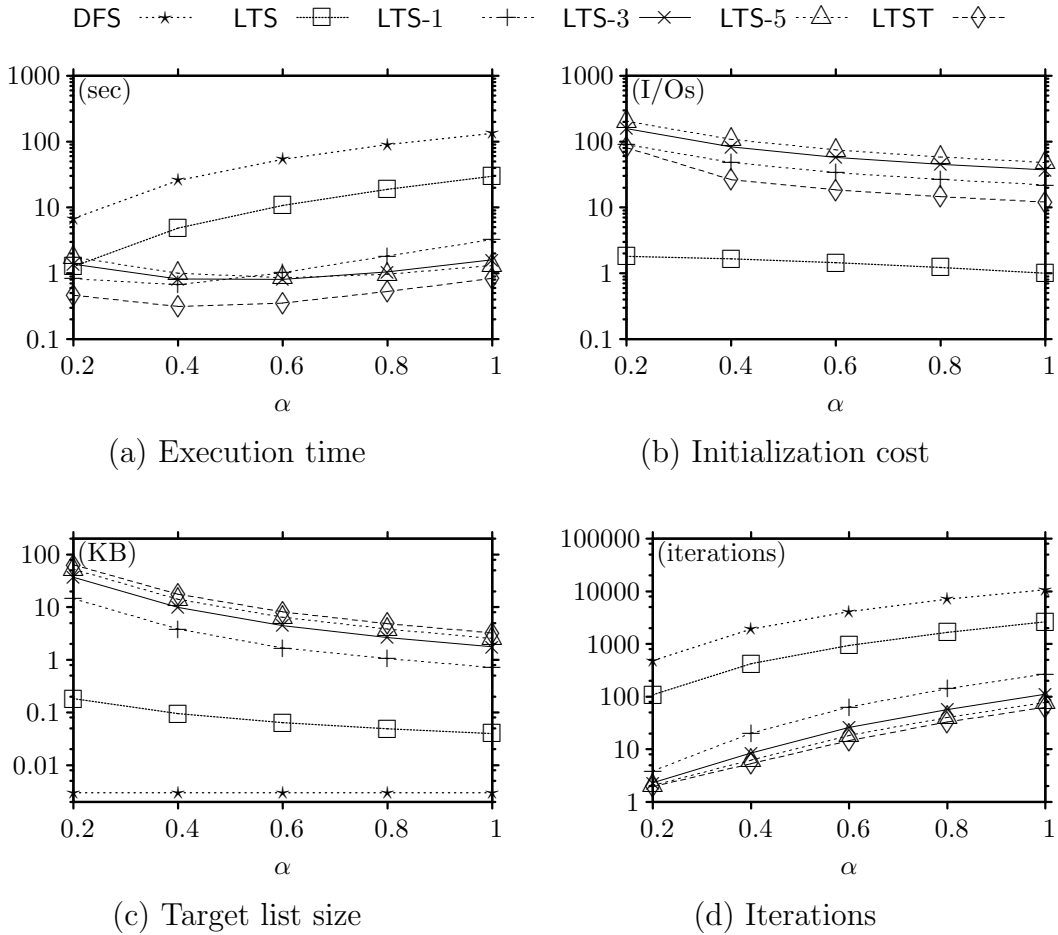 DFS LTS LTS-1 LTS-3 LTS-5 LTST
1000
100
10
1
0.1
(sec)
0.2 0.4 0.6 0.8 1
α
(a) Execution time
1000
100
10
1
0.1
(I/Os)
0.2 0.4 0.6 0.8 1
α
(b) Initialization cost
100
10
1
0.1
0.01
(KB)
0.2 0.4 0.6 0.8 1
α
(c) Target list size
100000
10000
1000
100
10
1
(iterations)
0.2 0.4 0.6 0.8 1
α
(d) Iterations